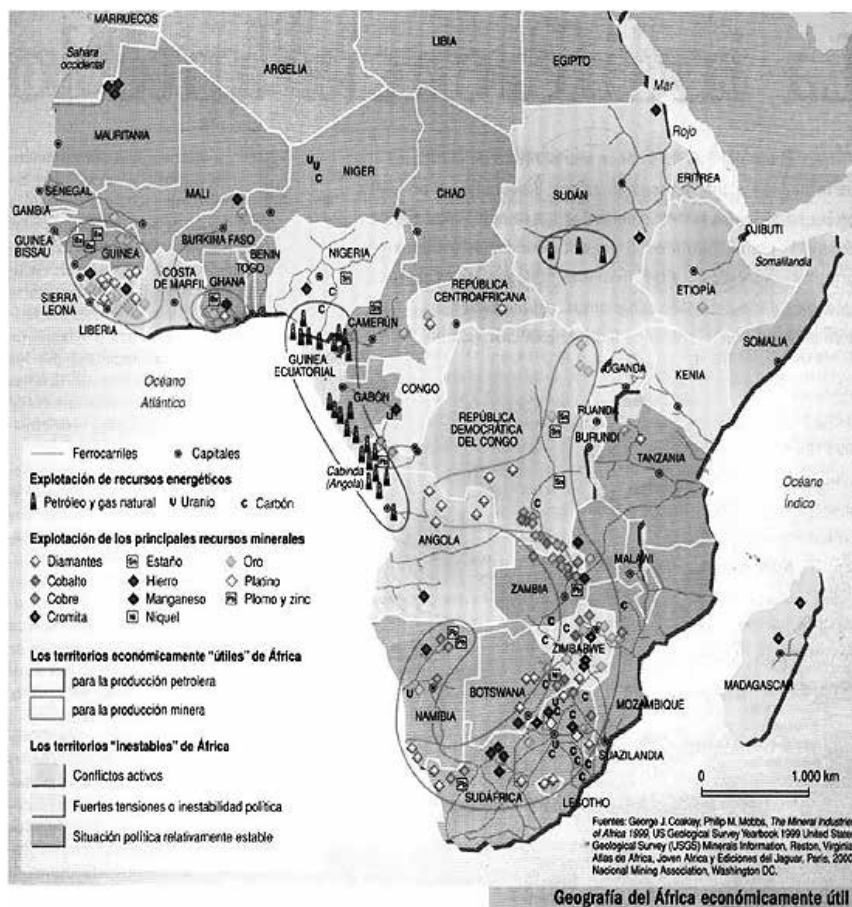 MARRUECOS
Sahara
occidental
ARGELIA
LIBIA
EGIPTO
Mar
Rojo
MAURITANIA
MALI
NIGER
CHAD
SUDÁN
ERITREA
SENEGAL
GAMBIA
GUINEA
BISSAU
GUINEA
BURKINA FASO
BENIN
TOGO
GHANA
COSTA
DE MARFIL
SIERRA
LEONA
LIBERIA
NIGERIA
CAMERÚN
REPÚBLICA
CENTROAFRICANA
DJIBUTI
Somalilandia
ETIOPÍA
SOMALIA
GUINEA
ECUATORIAL
GABÓN
CONGO
REPÚBLICA
DEMOCRÁTICA
DEL CONGO
UGANDA
KENIA
RUANDA
BURUNDI
TANZANIA
Océano
Atlántico
Océano
Índico
Cabinda
(Angola)
ANGOLA
ZAMBIA
MALAWI
ZIMBABWE
MOZAMBIQUE
MADAGASCAR
NAMIBIA
BOTSWANA
SUAZILANDIA
SUDÁFRICA
LESOTHO
Ferrocarriles
Capitales
Explotación de recursos energéticos
Petróleo y gas natural
U Uranio
C Carbón
Explotación de los principales recursos minerales
Diamantes
Sn Estaño
Oro
Cobalto
Hierro
Platino
Cobre
Manganeso
Pb Plomo y zinc
Cromita
Níquel
Los territorios económicamente "útiles" de África
para la producción petrolera
para la producción minera
Los territorios "inestables" de África
Conflictos activos
Fuertes tensiones o inestabilidad política
Situación política relativamente estable
0 1.000 km
Fuentes: George J. Coakley, Philip M. Mobbs, The Mineral Industries
of Africa 1999, US Geological Survey Yearbook 1999 United States
Geological Survey (USGS) Minerals Information, Reston, Virginia
Atlas de Africa, Joven Africa y Ediciones del Jaguar, Paris, 2000
National Mining Association, Washington DC.
Geografía del África económicamente útil